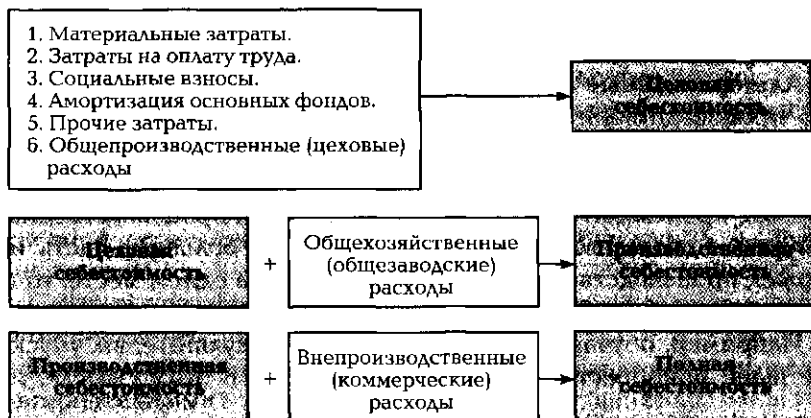 1. Материальные затраты.
2. Затраты на оплату труда.
3. Социальные взносы.
4. Амортизация основных фондов.
5. Прочие затраты.
6. Общепроизводственные (цеховые)
расходы
Цеховая
себестоимость
Цеховая
себестоимость
+
Общехозяйственные
(общезаводские)
расходы
Производственная
себестоимость
Производственная
себестоимость
+
Внепроизводственные
(коммерческие)
расходы
Полная
себестоимость